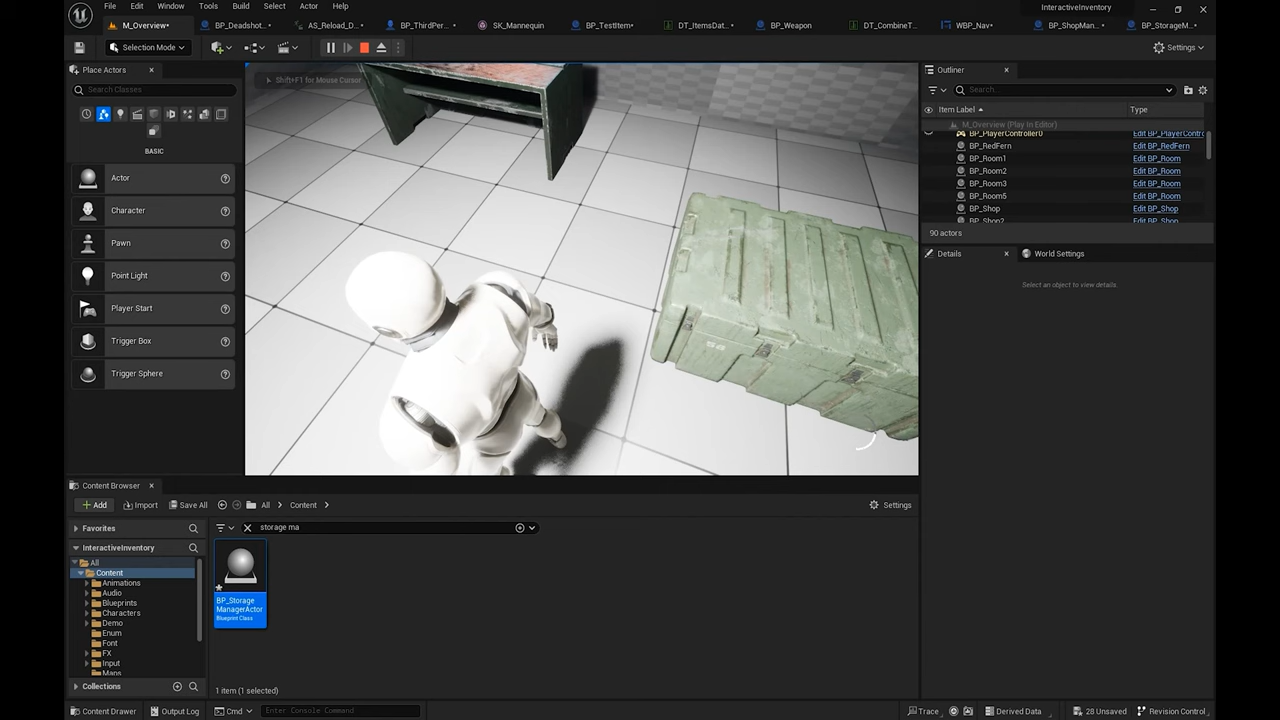 File Edit Window Tools Build Select Actor Help
InteractiveInventory
M_Overview•
BP_Deadshot..•
AS_Reload_D..•
BP_ThirdPer..•
SK_Mannequin
BP_TestItem•
DT_ItemsDat..•
BP_Weapon
DT_CombineT..•
WBP_Nav•
BP_ShopMan..•
BP_StorageM..•
Selection Mode
Settings
Place Actors
Search Classes
BASIC
Actor
Character
Pawn
Point Light
Player Start
Trigger Box
Trigger Sphere
Shift+F1 for Mouse Cursor
Outliner
Search...
Item Label
Type
M_Overview (Play In Editor)
BP_PlayerController0 Edit BP_PlayerContrc
BP_RedFern Edit BP_RedFern
BP_Room1 Edit BP_Room
BP_Room2 Edit BP_Room
BP_Room3 Edit BP_Room
BP_Room5 Edit BP_Room
BP_Shop Edit BP_Shop
BP_Shop2 Edit BP_Shop
90 actors
Details
World Settings
Select an object to view details.
Content Browser
Add
Import
Save All
All
Content
Settings
Favorites
InteractiveInventory
All
Content
Animations
Audio
Blueprints
Characters
Demo
Enum
Font
FX
Input
Maps
Collections
storage ma
BP_Storage
ManagerActor
Blueprint Class
1 item (1 selected)
Content Drawer
Output Log
Cmd
Enter Console Command
Trace
Derived Data
28 Unsaved
Revision Control